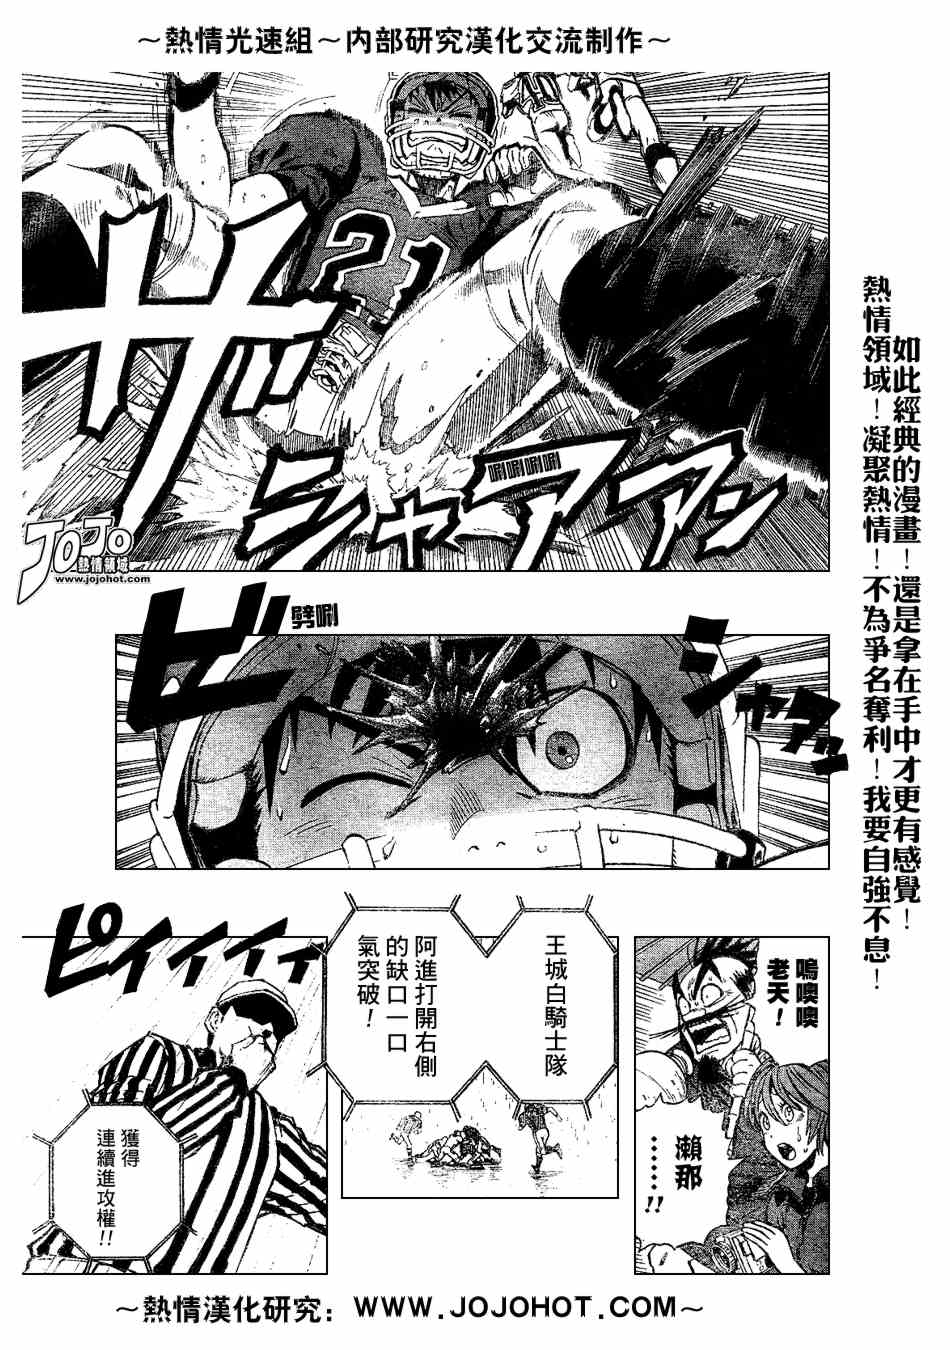 ～熱情光速組～内部研究漢化交流制作～
ザッ
唰唰唰唰
シャアアァン
JOJO
熱情領域
www.jojohot.com
如此經典的漫畫！還是拿在手中才更有感覺！
熱情領域！凝聚熱情！不為爭名奪利！我要自強不息！
劈唰
ビシャァッ
嗚噢噢
老天！
瀨那
……!!
王城白騎士隊
阿進打開右側
的缺口一口
氣突破！
ピィイイィ
獲得
連續進攻權!!
～熱情漢化研究：WWW.JOJOHOT.COM～